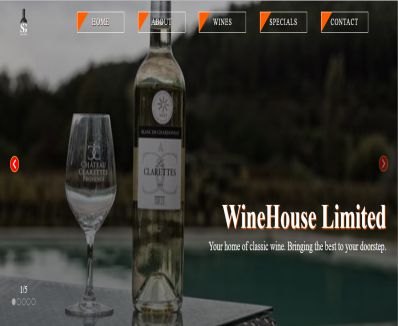 HOME ABOUT WINES SPECIALS CONTACT
CHATEAU
CLARETTES
PROVENCE
BLANC DE CHARDONNAY
CLARETTES
WineHouse Limited
Your home of classic wine. Bringing the best to your doorstep.
1/5